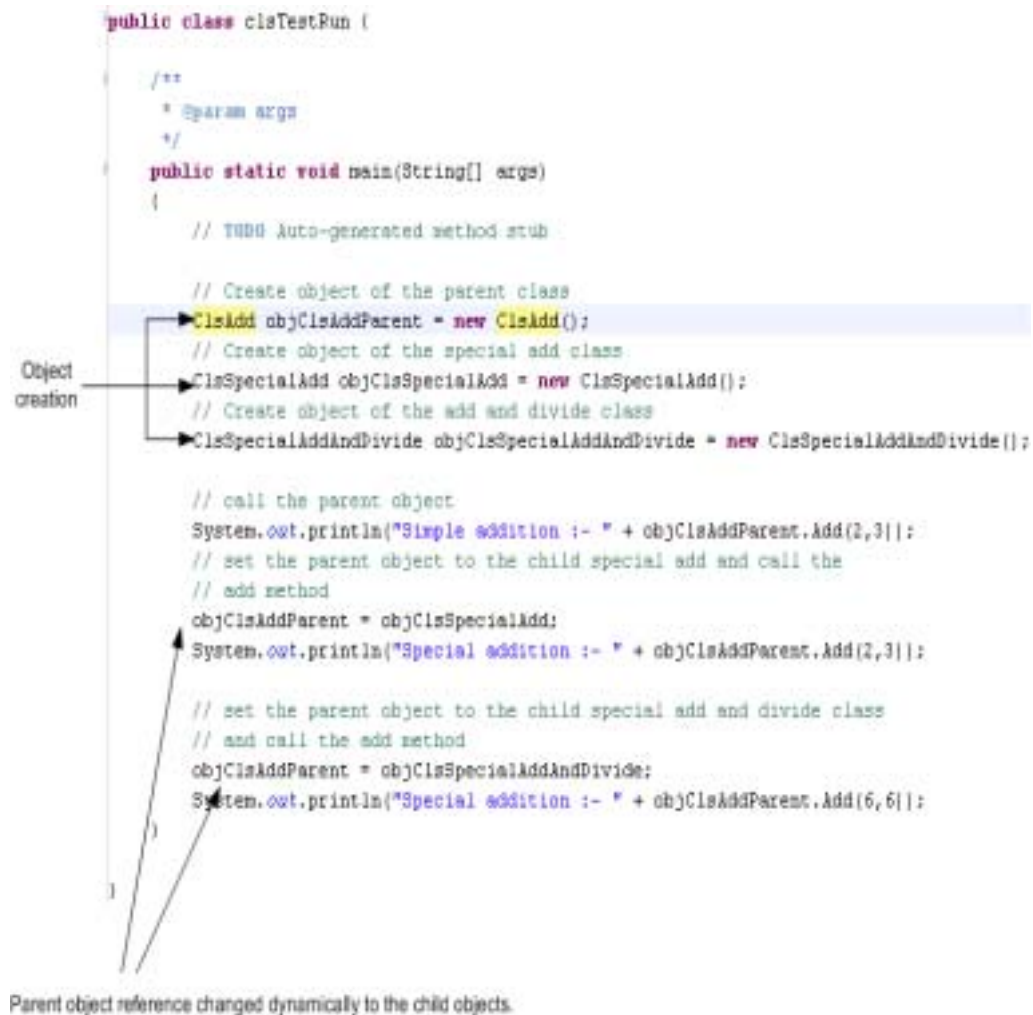 public class clsTestRun {
/**
* @param args
*/
public static void main(String[] args)
{
// TODO Auto-generated method stub
// Create object of the parent class
ClsAdd objClsAddParent = new ClsAdd();
// Create object of the special add class
Object creation
ClsSpecialAdd objClsSpecialAdd = new ClsSpecialAdd();
// Create object of the add and divide class
ClsSpecialAddAndDivide objClsSpecialAddAndDivide = new ClsSpecialAddAndDivide();
// call the parent object
System.out.println("Simple addition :- " + objClsAddParent.Add(2,3));
// set the parent object to the child special add and call the
// add method
objClsAddParent = objClsSpecialAdd;
System.out.println("Special addition :- " + objClsAddParent.Add(2,3));
// set the parent object to the child special add and divide class
// and call the add method
objClsAddParent = objClsSpecialAddAndDivide;
System.out.println("Special addition :- " + objClsAddParent.Add(6,6));
}
}
Parent object reference changed dynamically to the child objects.